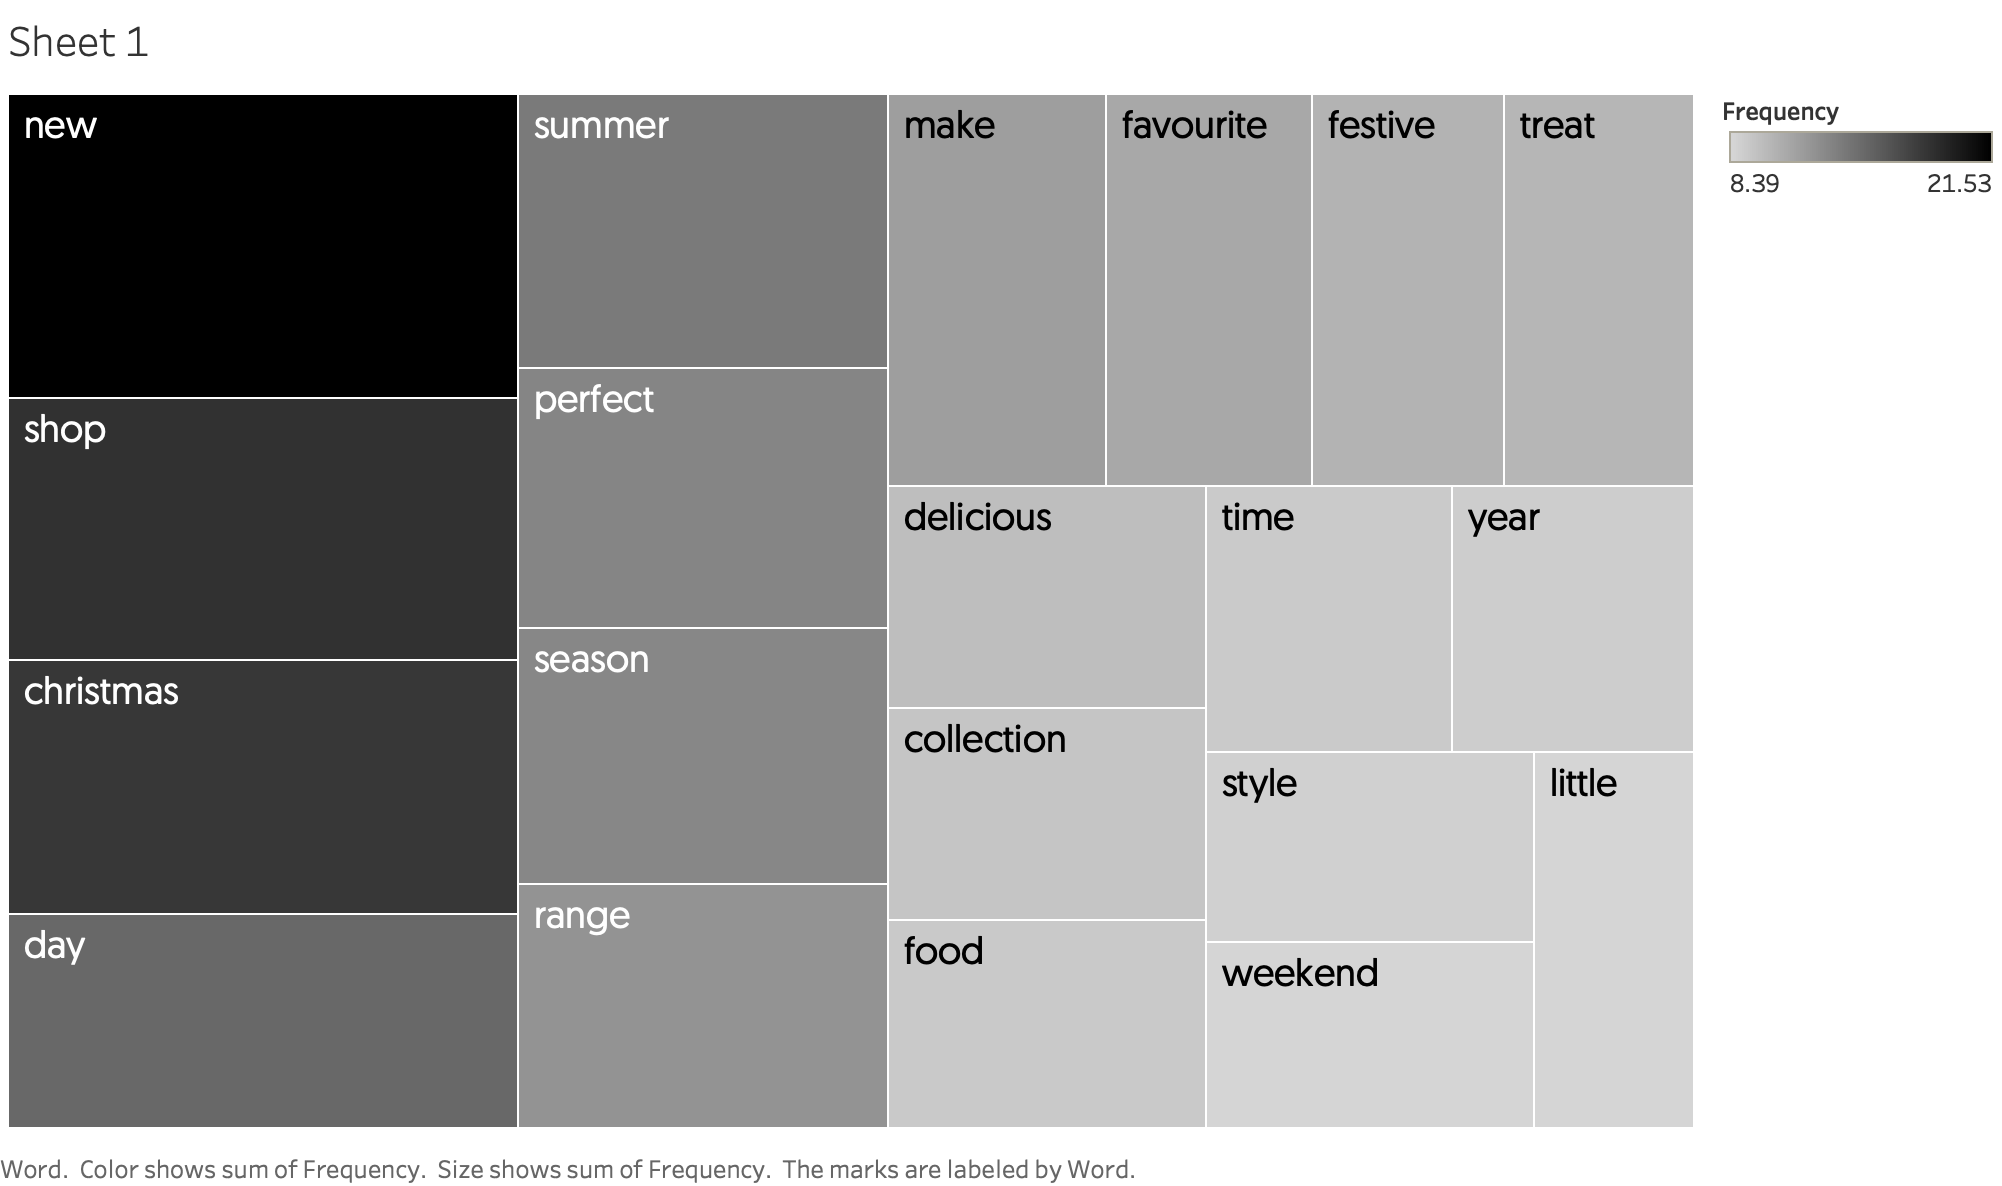 Sheet 1
new
summer
make
favourite
festive
treat
Frequency
8.39
21.53
perfect
shop
delicious
time
year
season
christmas
collection
style
little
range
day
food
weekend
Word.  Color shows sum of Frequency.  Size shows sum of Frequency.  The marks are labeled by Word.